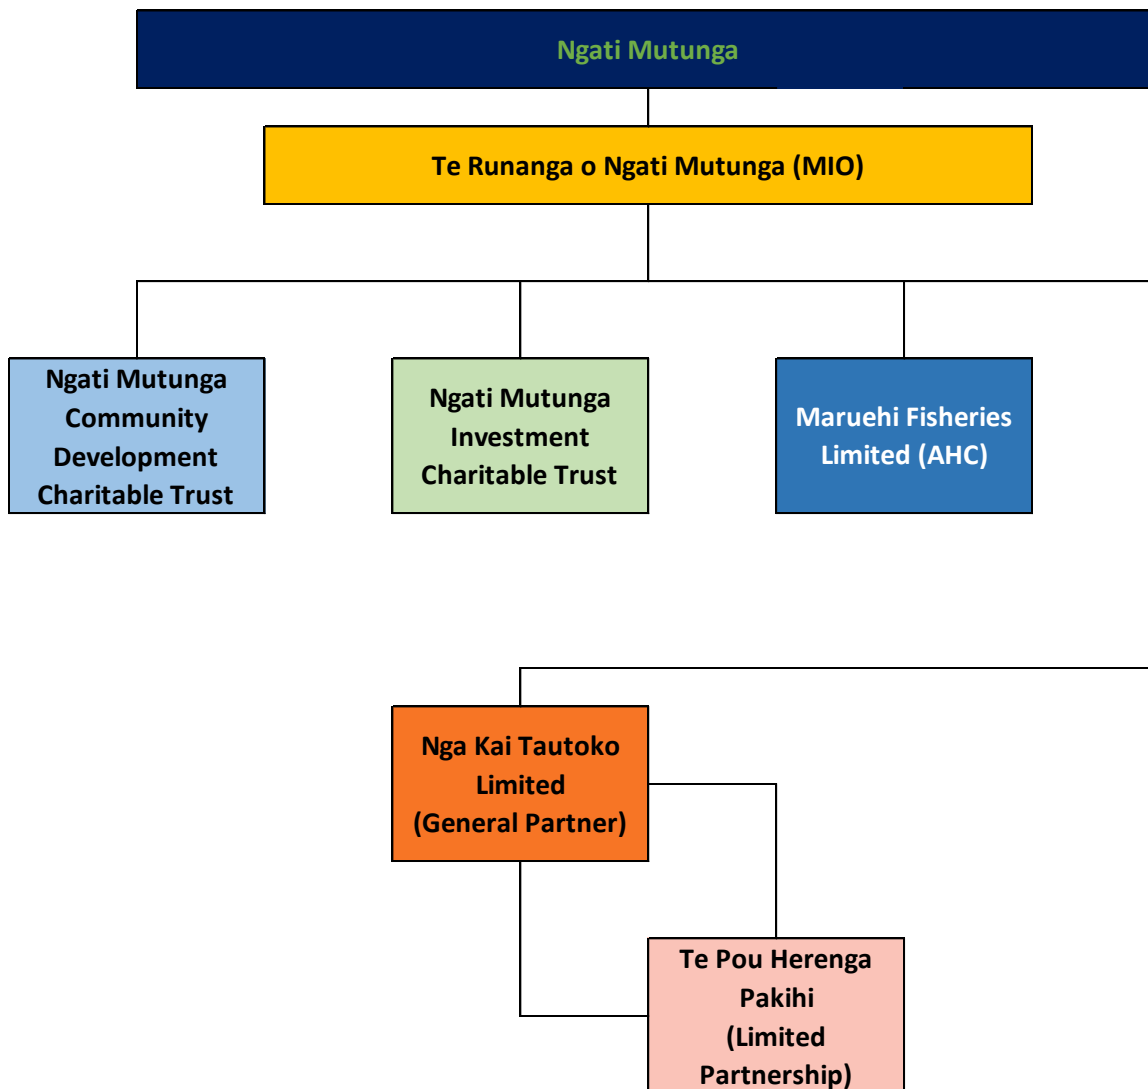 Ngati Mutunga
Te Runanga o Ngati Mutunga (MIO)
Ngati Mutunga
Community
Development
Charitable Trust
Ngati Mutunga
Investment
Charitable Trust
Maruehi Fisheries
Limited (AHC)
Nga Kai Tautoko
Limited
(General Partner)
Te Pou Herenga
Pakihi
(Limited
Partnership)